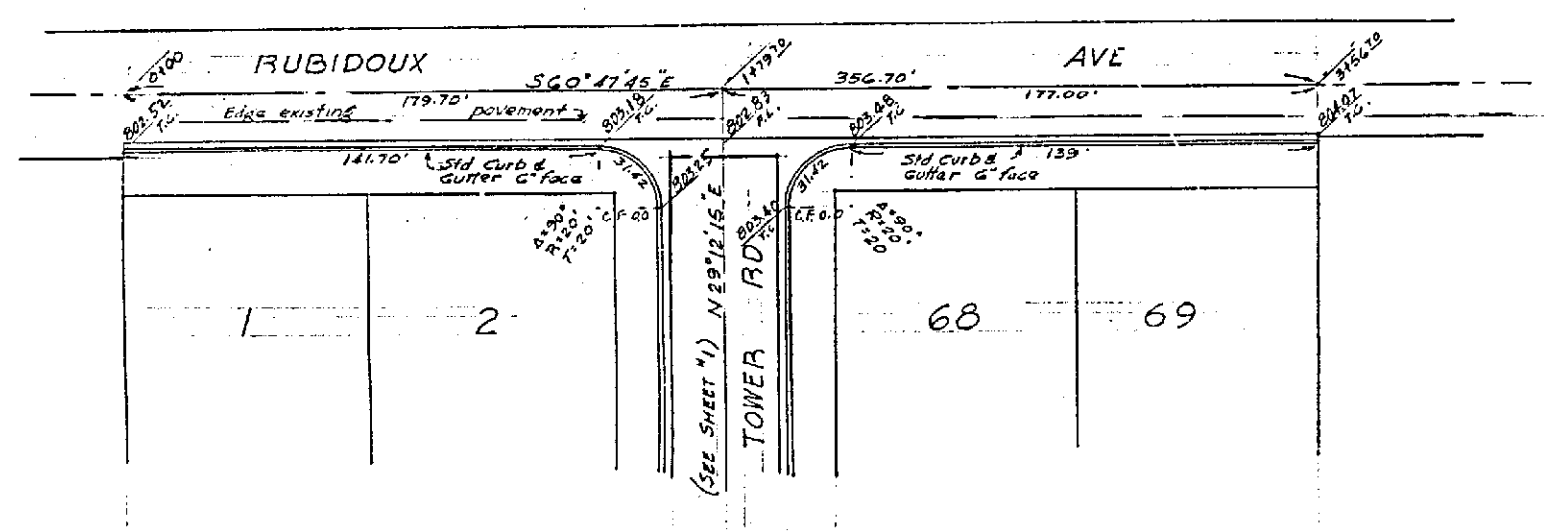 RUBIDOUX AVE
0+00
S60°47'45"E
1+79.70
356.70'
3+56.70
179.70'
177.00'
802.52
T.C.
Edge existing pavement
803.18
T.C.
802.83
F.L.
803.48
T.C.
804.07
T.C.
141.70'
Std Curb &
Gutter 6" face
31.42
803.25
31.42
Std Curb &
Gutter 6" face
139'
C.F. 0.0'
803.40
T.C.
C.F. 0.0'
Δ=90°
R=20'
T=20'
Δ=90°
R=20'
T=20'
1
2
(SEE SHEET #1) N29°12'15"E
TOWER RD
68
69